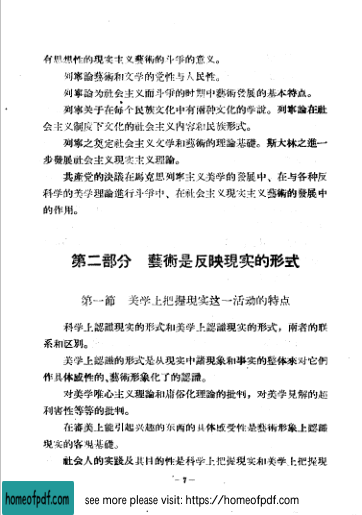 有思想性的現实主义藝術的斗爭的意义。
列寧論藝術和文学的党性与人民性。
列寧論为社会主义而斗爭的时期中藝術發展的基本特点。
列寧关于在每个民族文化中有兩种文化的学說。列寧論在社
会主义制度下文化的社会主义内容和民族形式。
列寧之奠定社会主义文学和藝術的理論基礎。斯大林之進一
步發展社会主义現实主义理論。
共產党的决議在馬克思列寧主义美学的發展中、在与各种反
科学的美学理論進行斗爭中、在社会主义現实主义藝術的發展中
的作用。
第二部分 藝術是反映現实的形式
第一節 美学上把握現实这一活动的特点
科学上認識現实的形式和美学上認識現实的形式，兩者的联
系和区别。
美学上認識的形式是从現实中諸現象和事实的整体來对它們
作具体感性的、藝術形象化了的認識。
对美学唯心主义理論和庸俗化理論的批判，对美学見解的超
利害性等等的批判。
在審美上能引起兴趣的东西的具体感受性是藝術形象上認識
現实的客观基礎。
社会人的实踐及其目的性是科学上把握現实和美学上把握現
- 7 -
homeofpdf.com
see more please visit: https://homeofpdf.com